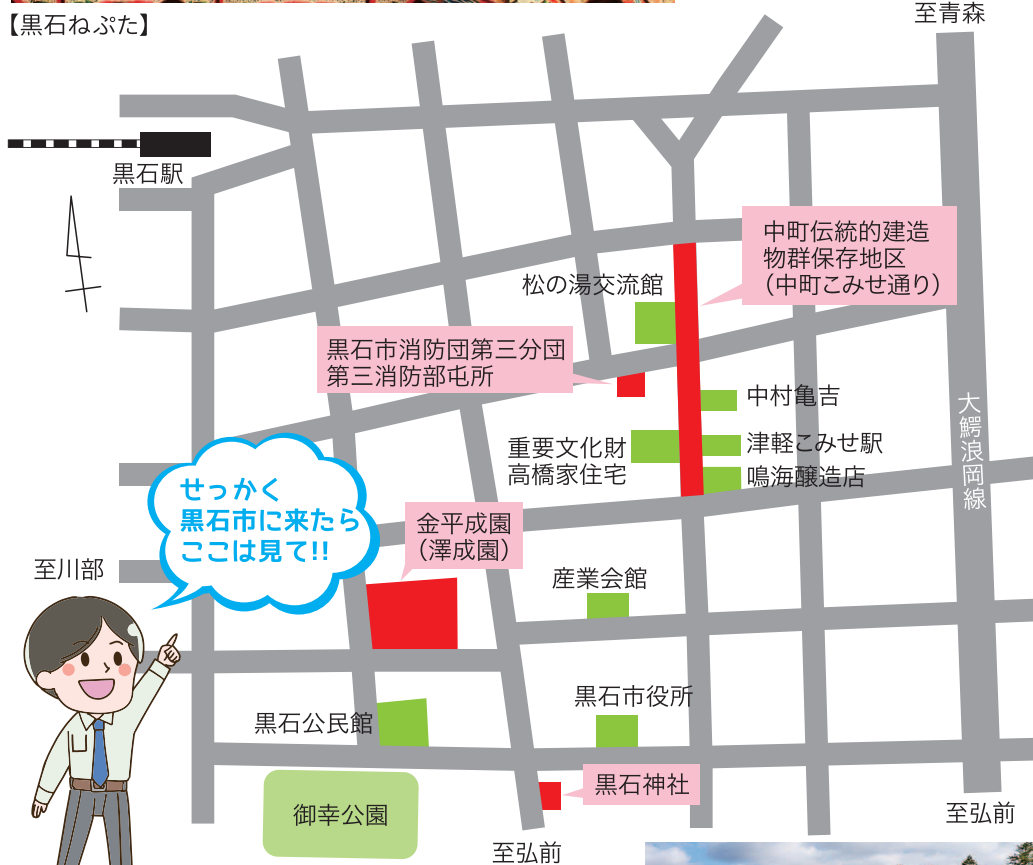 【黒石ねぷた】
至青森
黒石駅
中町伝統的建造
物群保存地区
（中町こみせ通り）
松の湯交流館
黒石市消防団第三分団
第三消防部屯所
中村亀吉
大鰐浪岡線
重要文化財
高橋家住宅
津軽こみせ駅
鳴海醸造店
せっかく
黒石市に来たら
ここは見て!!
金平成園
（澤成園）
至川部
産業会館
黒石市役所
黒石公民館
黒石神社
御幸公園
至弘前
至弘前